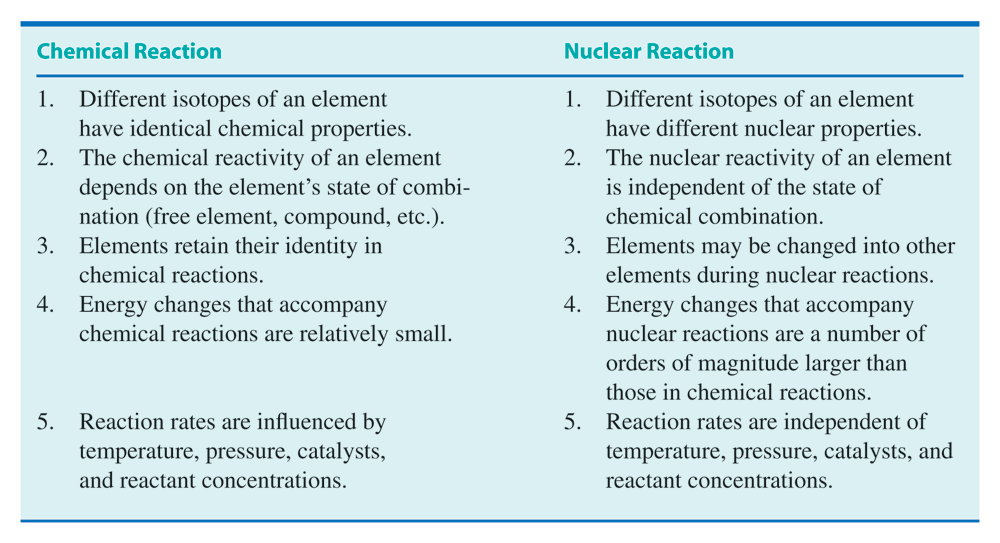 Chemical Reaction
Nuclear Reaction
1. Different isotopes of an element
have identical chemical properties.
2. The chemical reactivity of an element
depends on the element’s state of combi-
nation (free element, compound, etc.).
3. Elements retain their identity in
chemical reactions.
4. Energy changes that accompany
chemical reactions are relatively small.
5. Reaction rates are influenced by
temperature, pressure, catalysts,
and reactant concentrations.
1. Different isotopes of an element
have different nuclear properties.
2. The nuclear reactivity of an element
is independent of the state of
chemical combination.
3. Elements may be changed into other
elements during nuclear reactions.
4. Energy changes that accompany
nuclear reactions are a number of
orders of magnitude larger than
those in chemical reactions.
5. Reaction rates are independent of
temperature, pressure, catalysts, and
reactant concentrations.